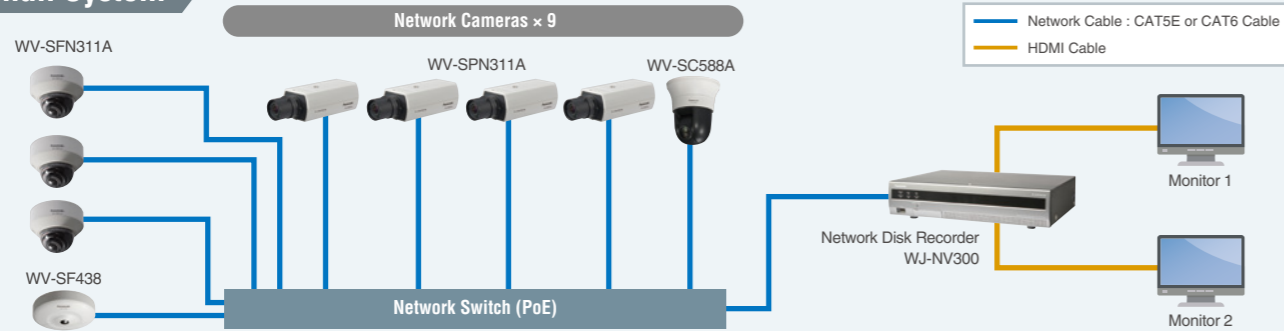 System
Network Cameras × 9
Network Cable : CAT5E or CAT6 Cable
HDMI Cable
WV-SFN311A
WV-SPN311A
WV-SC588A
Monitor 1
Network Disk Recorder
WJ-NV300
WV-SF438
Network Switch (PoE)
Monitor 2